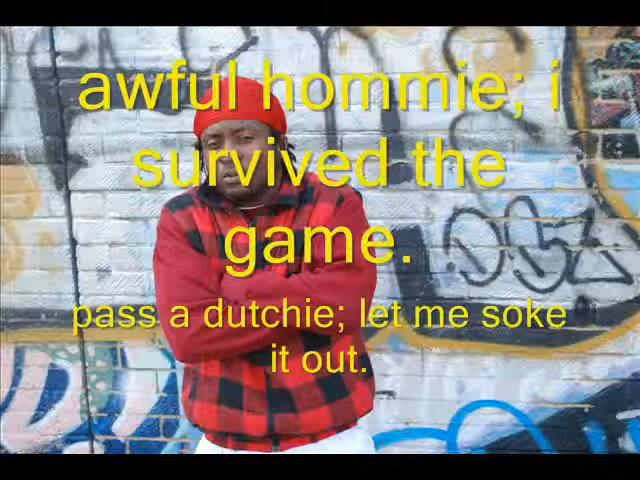 awful hommie; i
survived the
game.
pass a dutchie; let me soke
it out.